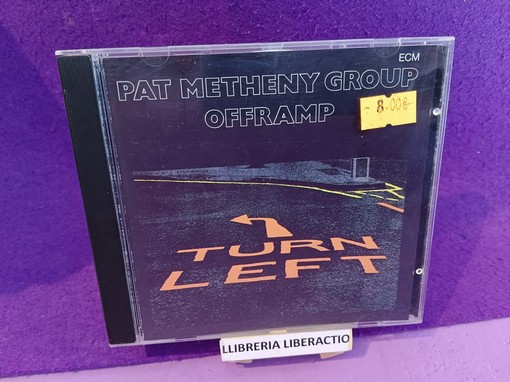 ECM
PAT METHENY GROUP
OFFRAMP
8.00€
TURN
LEFT
LLIBRERIA LIBERACTIO